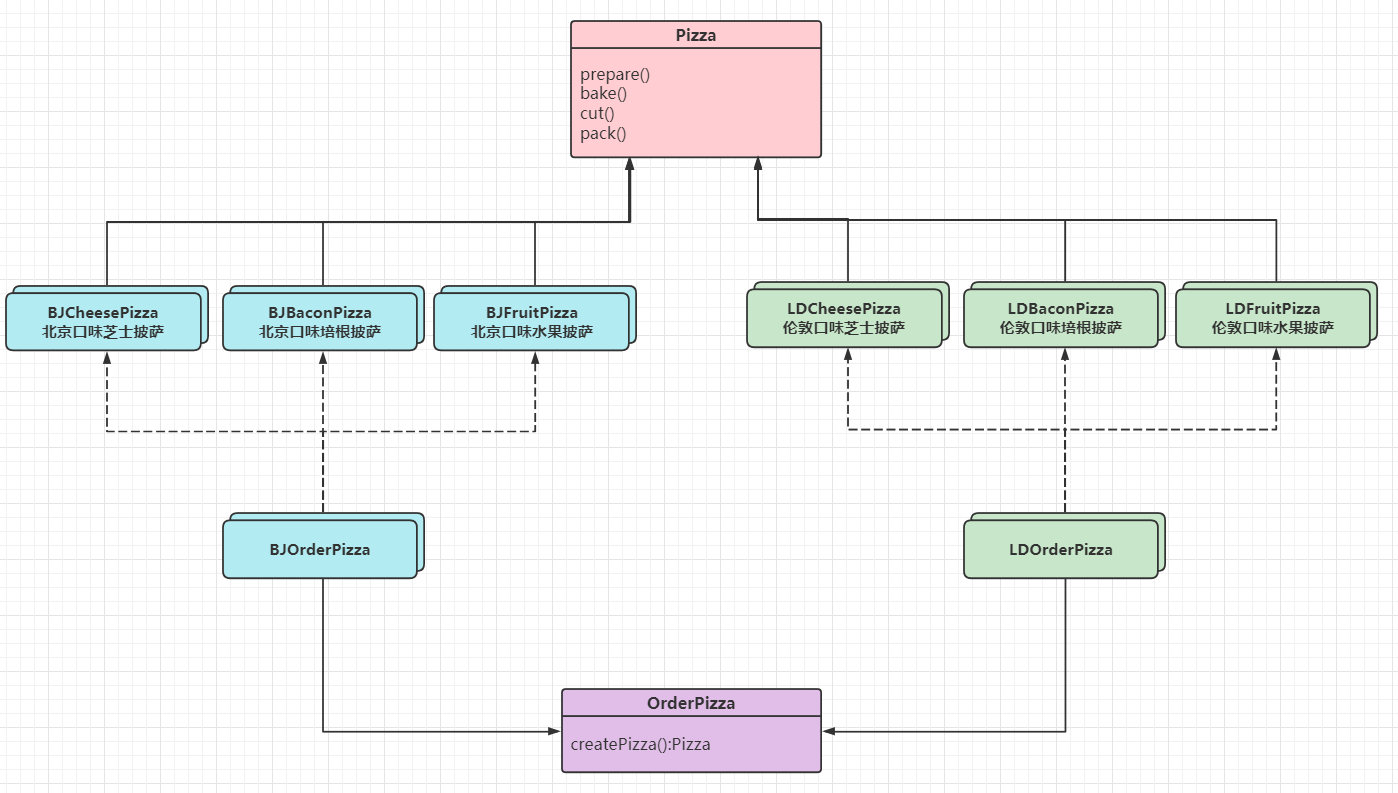 Pizza
prepare()
bake()
cut()
pack()
BJCheesePizza
北京口味芝士披萨
BJBaconPizza
北京口味培根披萨
BJFruitPizza
北京口味水果披萨
LDCheesePizza
伦敦口味芝士披萨
LDBaconPizza
伦敦口味培根披萨
LDFruitPizza
伦敦口味水果披萨
BJOrderPizza
LDOrderPizza
OrderPizza
createPizza():Pizza